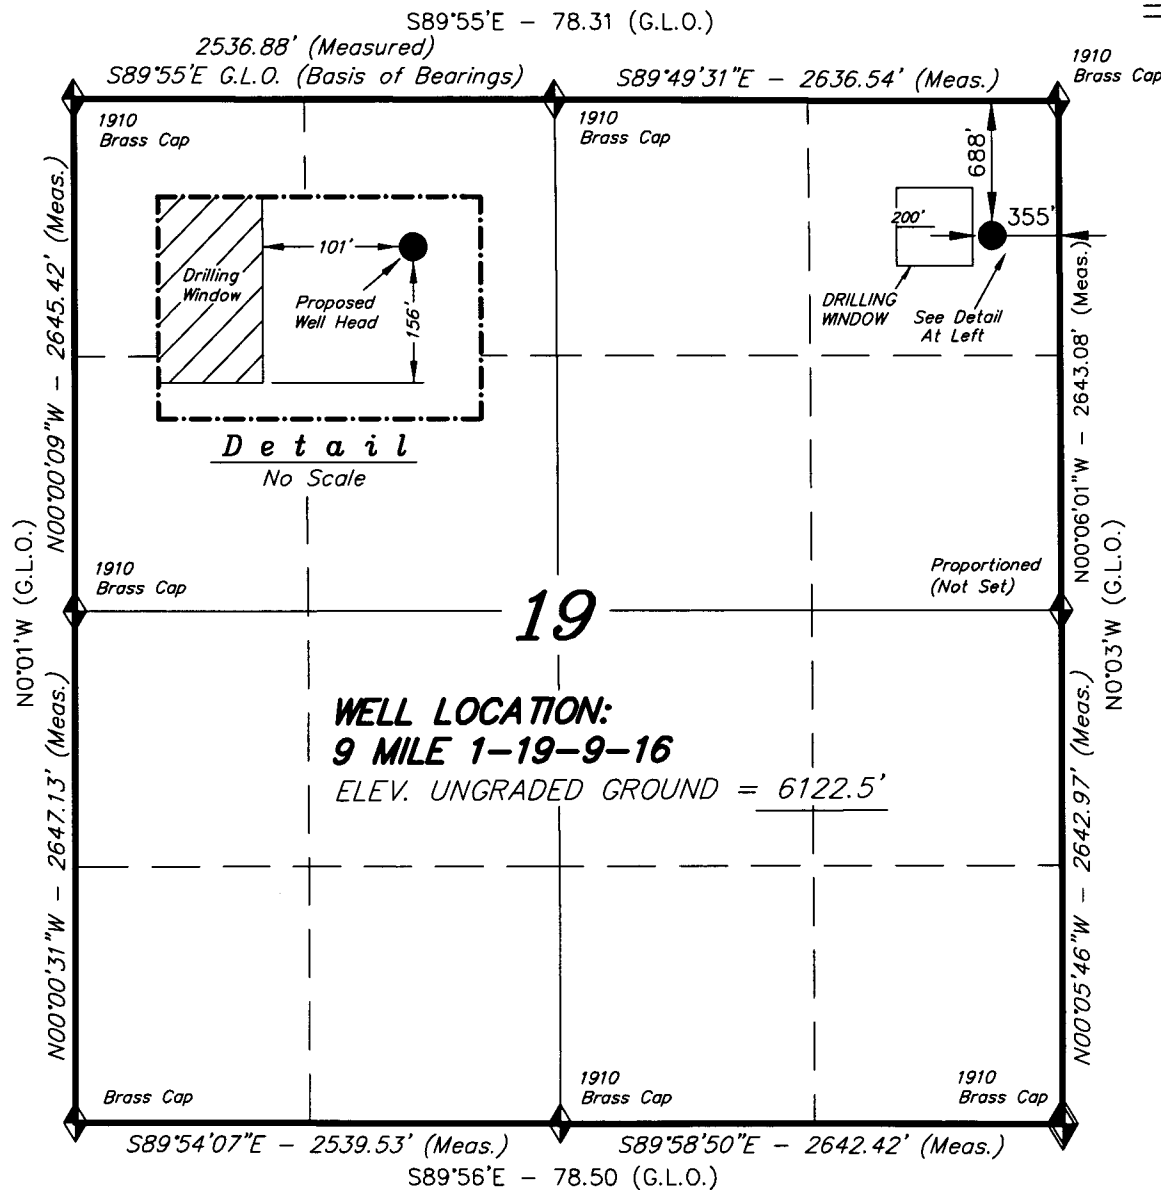 S89°55'E – 78.31 (G.L.O.)
2536.88' (Measured)
S89°55'E G.L.O. (Basis of Bearings)
S89°49'31"E – 2636.54' (Meas.)
1910
Brass Cap
1910
Brass Cap
1910
Brass Cap
688'
200'
355'
DRILLING
WINDOW
See Detail
At Left
Drilling
Window
101'
Proposed
Well Head
156'
Detail
No Scale
N00°00'09"W – 2645.42' (Meas.)
N00°06'01"W – 2643.08' (Meas.)
N0°01'W (G.L.O.)
N0°03'W (G.L.O.)
1910
Brass Cap
Proportioned
(Not Set)
19
WELL LOCATION:
9 MILE 1–19–9–16
ELEV. UNGRADED GROUND = 6122.5'
N00°00'31"W – 2647.13' (Meas.)
N00°05'46"W – 2642.97' (Meas.)
Brass Cap
1910
Brass Cap
1910
Brass Cap
S89°54'07"E – 2539.53' (Meas.)
S89°58'50"E – 2642.42' (Meas.)
S89°56'E – 78.50 (G.L.O.)